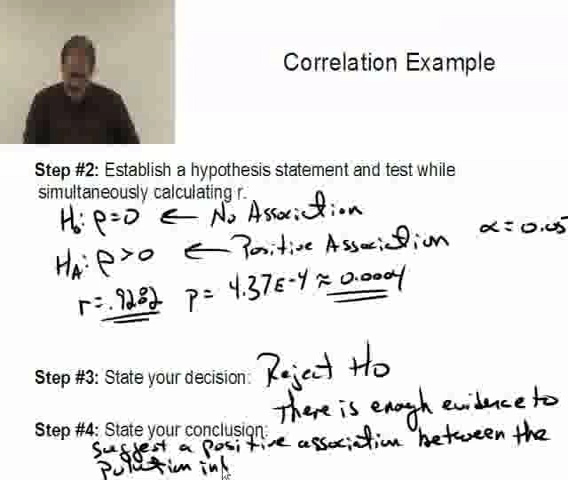 Correlation Example
Step #2: Establish a hypothesis statement and test while
simultaneously calculating r.
H₀: ρ=0 ← No Association
α=0.05
H_A: ρ>0 ← Positive Association
r=.9282 p= 4.37E-4 ≈ 0.0004
Step #3: State your decision: Reject Ho
There is enough evidence to
Step #4: State your conclusion:
suggest a positive association between the